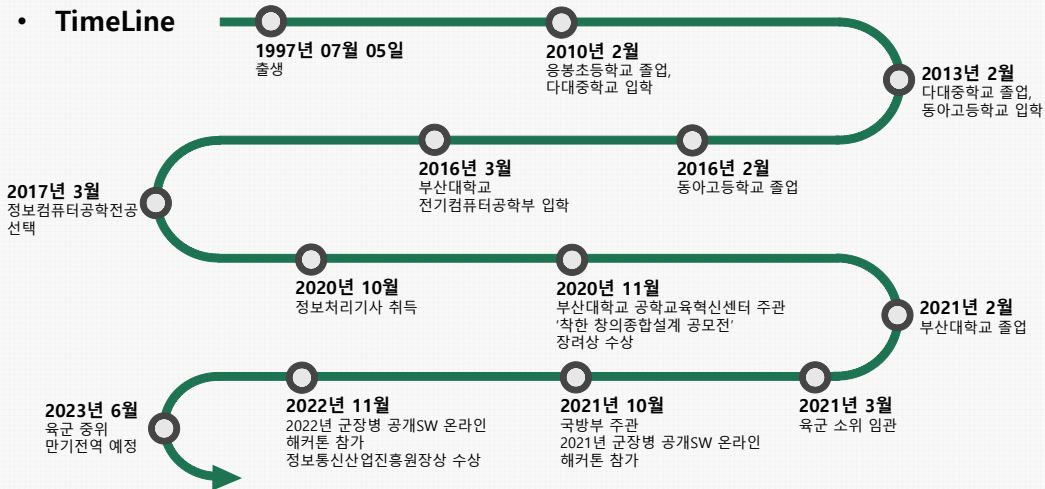 • TimeLine
1997년 07월 05일
출생
2010년 2월
응봉초등학교 졸업,
다대중학교 입학
2013년 2월
다대중학교 졸업,
동아고등학교 입학
2016년 2월
동아고등학교 졸업
2016년 3월
부산대학교
전기컴퓨터공학부 입학
2017년 3월
정보컴퓨터공학전공
선택
2020년 10월
정보처리기사 취득
2020년 11월
부산대학교 공학교육혁신센터 주관
‘착한 창의종합설계 공모전’
장려상 수상
2021년 2월
부산대학교 졸업
2021년 3월
육군 소위 임관
2021년 10월
국방부 주관
2021년 군장병 공개SW 온라인
해커톤 참가
2022년 11월
2022년 군장병 공개SW 온라인
해커톤 참가
정보통신산업진흥원장상 수상
2023년 6월
육군 중위
만기전역 예정